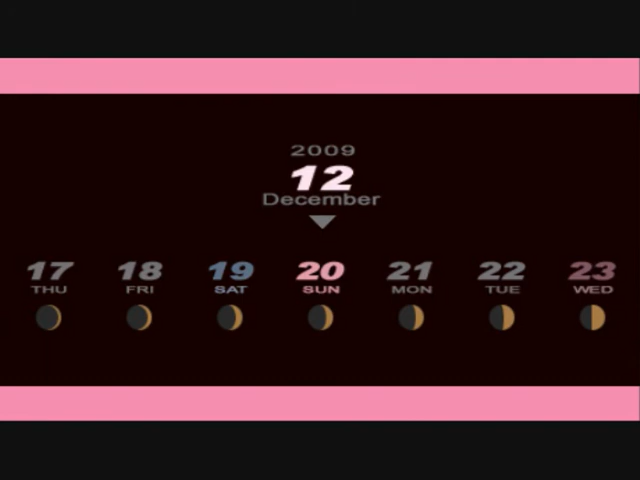 2009
12
December
17 18 19 20 21 22 23
THU FRI SAT SUN MON TUE WED